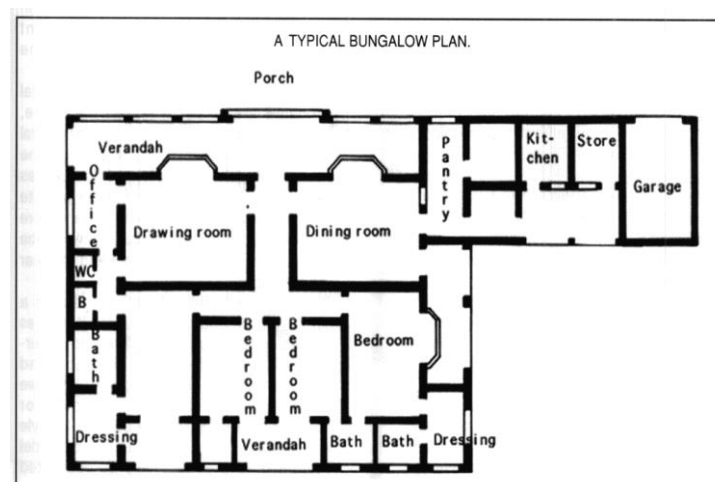 A TYPICAL BUNGALOW PLAN.
Porch
Verandah
Office
Pantry
Kit-
chen
Store
Garage
Drawing room
Dining room
WC
B
Bath
Bedroom
Bedroom
Bedroom
Dressing
Verandah
Bath
Bath
Dressing